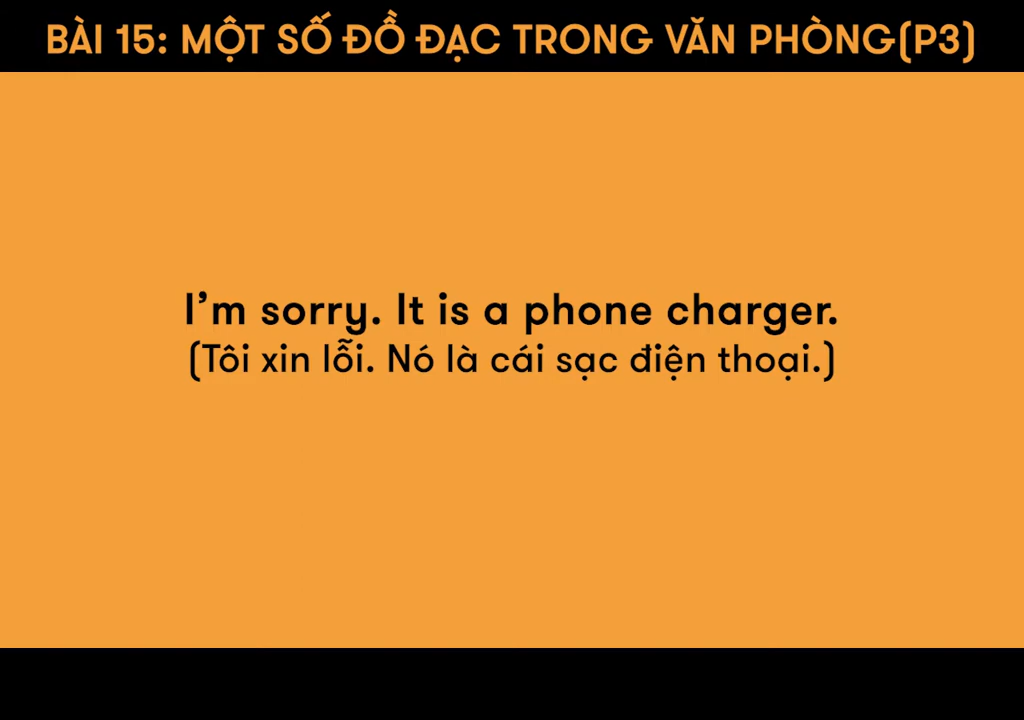 BÀI 15: MỘT SỐ ĐỒ ĐẠC TRONG VĂN PHÒNG(P3)
I’m sorry. It is a phone charger.
(Tôi xin lỗi. Nó là cái sạc điện thoại.)